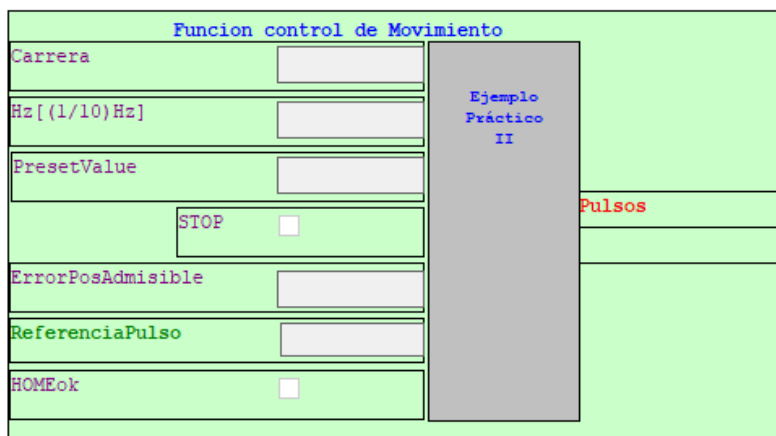 Funcion control de Movimiento
Carrera
Hz[(1/10)Hz]
PresetValue
STOP
ErrorPosAdmisible
ReferenciaPulso
HOMEok
Ejemplo
Práctico
II
Pulsos